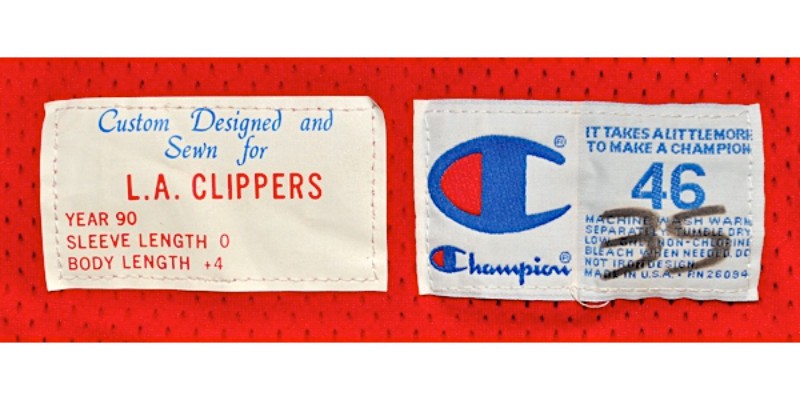 Custom Designed and
Sewn for
L.A. CLIPPERS
YEAR 90
SLEEVE LENGTH 0
BODY LENGTH +4
Champion®
IT TAKES A LITTLE MORE
TO MAKE A CHAMPION
46
MACHINE WASH WARM
SEPARATELY TUMBLE DRY
LOW NON-CHLORINE
BLEACH WHEN NEEDED. DO
NOT IRON DESIGN
MADE IN U.S.A. • RN 26094
35